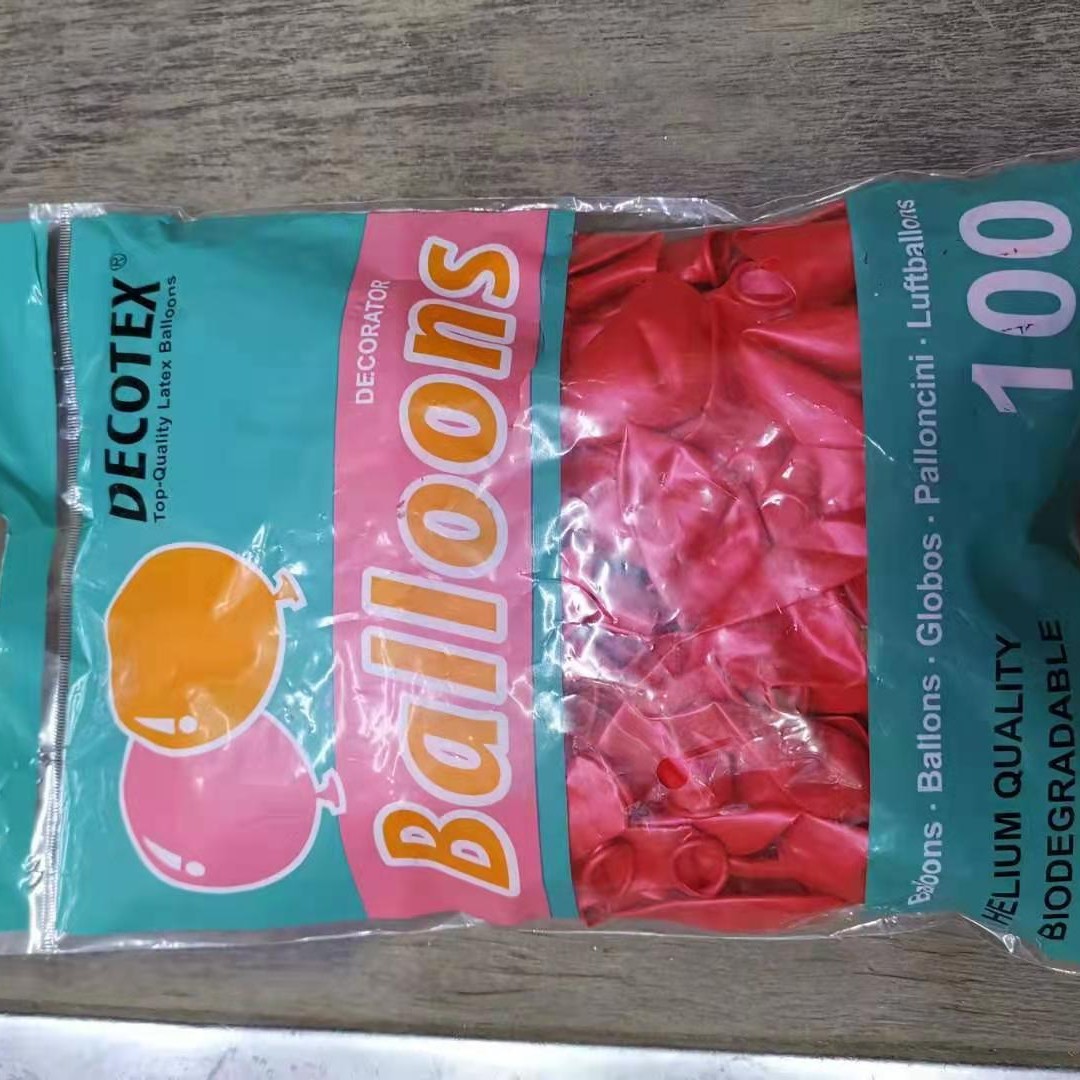 DECOTEX®
Top-Quality Latex Balloons
DECORATOR
Balloons
Balloons · Ballons · Globos · Palloncini · Luftballons
100
HELIUM QUALITY
BIODEGRADABLE